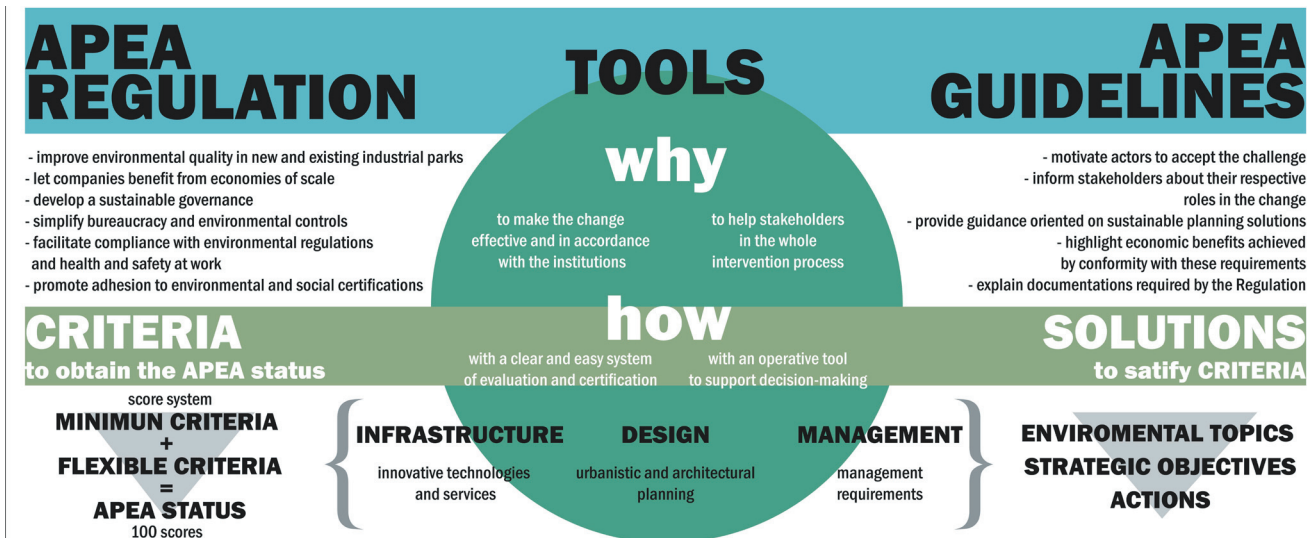 APEA
REGULATION
TOOLS
APEA
GUIDELINES
- improve environmental quality in new and existing industrial parks
- let companies benefit from economies of scale
- develop a sustainable governance
- simplify bureaucracy and environmental controls
- facilitate compliance with environmental regulations
and health and safety at work
- promote adhesion to environmental and social certifications
why
to make the change
effective and in accordance
with the institutions
to help stakeholders
in the whole
intervention process
- motivate actors to accept the challenge
- inform stakeholders about their respective
roles in the change
- provide guidance oriented on sustainable planning solutions
- highlight economic benefits achieved
by conformity with these requirements
- explain documentations required by the Regulation
CRITERIA
to obtain the APEA status
how
with a clear and easy system
of evaluation and certification
with an operative tool
to support decision-making
SOLUTIONS
to satify CRITERIA
score system
MINIMUN CRITERIA
+
FLEXIBLE CRITERIA
=
APEA STATUS
100 scores
INFRASTRUCTURE
innovative technologies
and services
DESIGN
urbanistic and architectural
planning
MANAGEMENT
management
requirements
ENVIROMENTAL TOPICS
STRATEGIC OBJECTIVES
ACTIONS